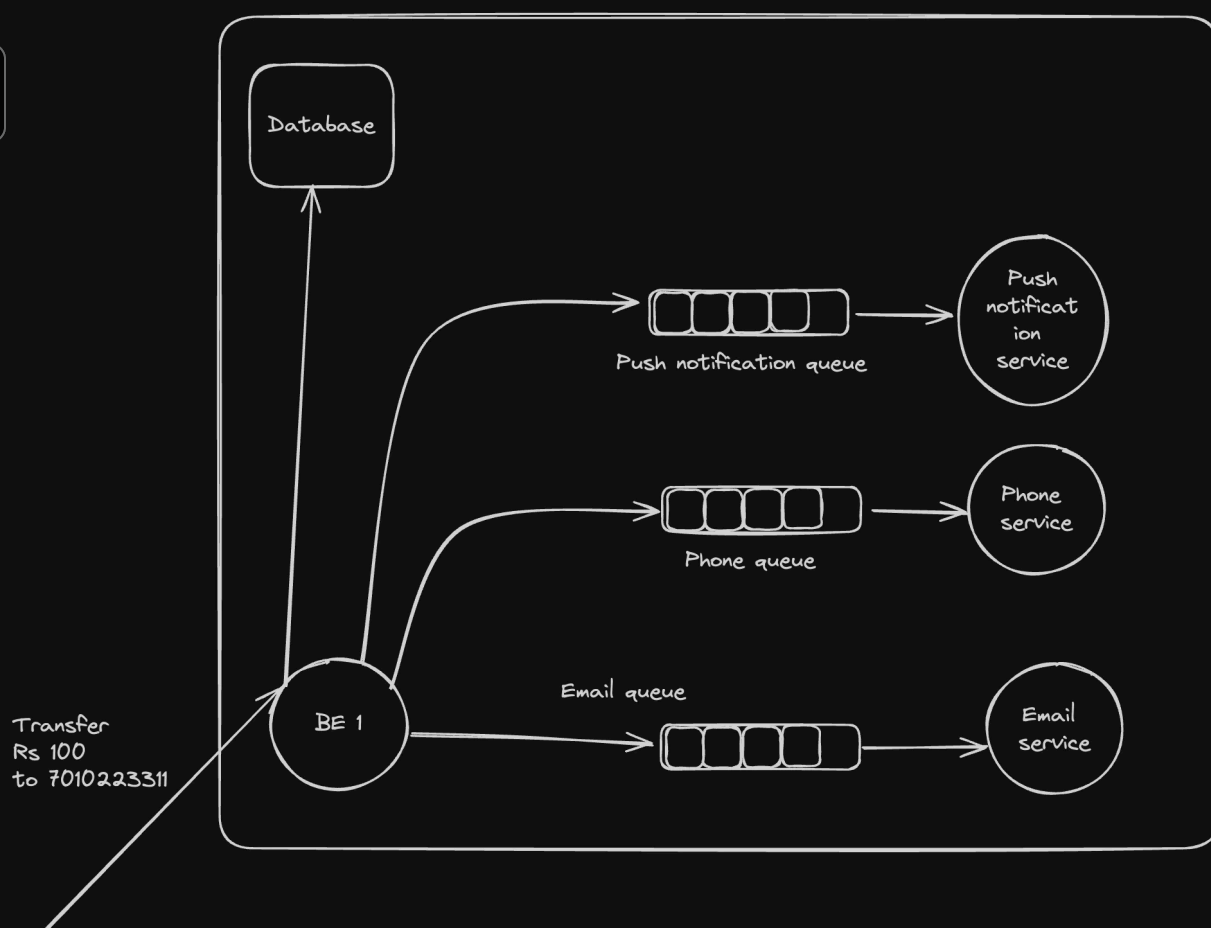 Database
Push
notificat
ion
service
Push notification queue
Phone
service
Phone queue
Email queue
Transfer
Rs 100
to 7010223311
BE 1
Email
service